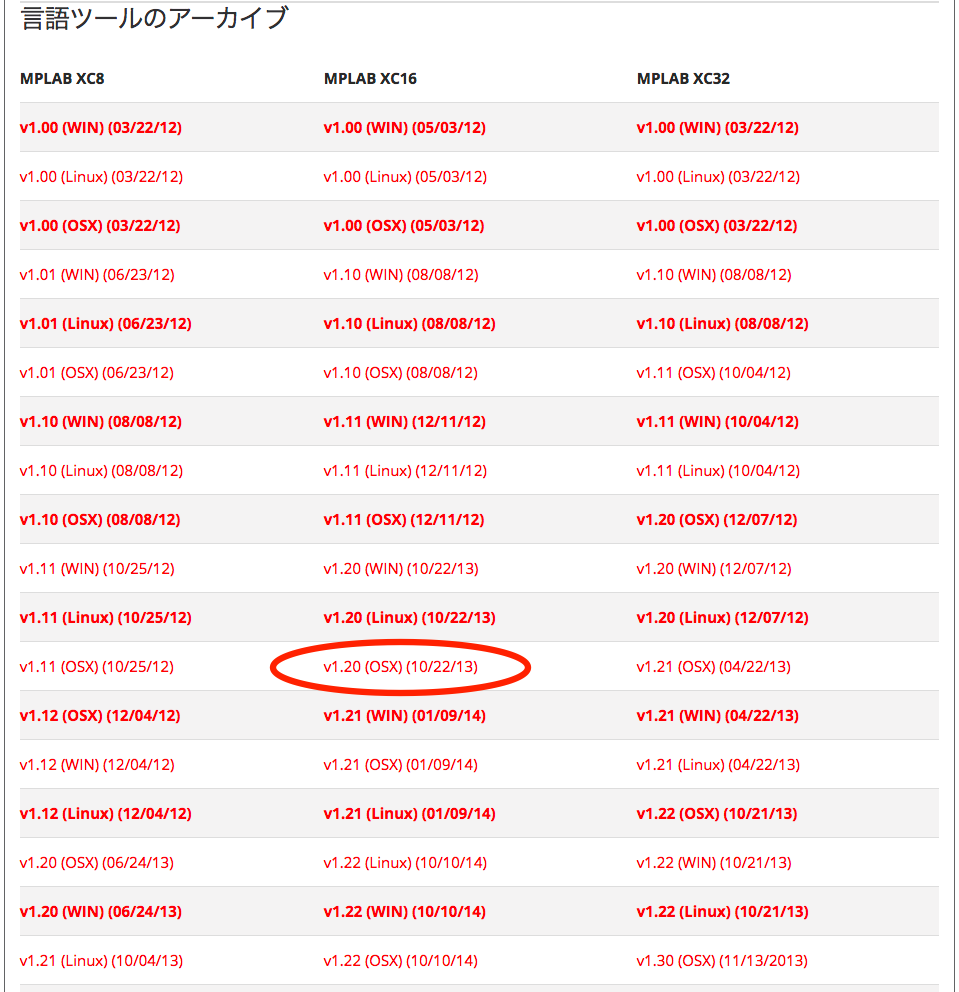 言語ツールのアーカイブ
MPLAB XC8 MPLAB XC16 MPLAB XC32
v1.00 (WIN) (03/22/12) v1.00 (WIN) (05/03/12) v1.00 (WIN) (03/22/12)
v1.00 (Linux) (03/22/12) v1.00 (Linux) (05/03/12) v1.00 (Linux) (03/22/12)
v1.00 (OSX) (03/22/12) v1.00 (OSX) (05/03/12) v1.00 (OSX) (03/22/12)
v1.01 (WIN) (06/23/12) v1.10 (WIN) (08/08/12) v1.10 (WIN) (08/08/12)
v1.01 (Linux) (06/23/12) v1.10 (Linux) (08/08/12) v1.10 (Linux) (08/08/12)
v1.01 (OSX) (06/23/12) v1.10 (OSX) (08/08/12) v1.11 (OSX) (10/04/12)
v1.10 (WIN) (08/08/12) v1.11 (WIN) (12/11/12) v1.11 (WIN) (10/04/12)
v1.10 (Linux) (08/08/12) v1.11 (Linux) (12/11/12) v1.11 (Linux) (10/04/12)
v1.10 (OSX) (08/08/12) v1.11 (OSX) (12/11/12) v1.20 (OSX) (12/07/12)
v1.11 (WIN) (10/25/12) v1.20 (WIN) (10/22/13) v1.20 (WIN) (12/07/12)
v1.11 (Linux) (10/25/12) v1.20 (Linux) (10/22/13) v1.20 (Linux) (12/07/12)
v1.11 (OSX) (10/25/12) v1.20 (OSX) (10/22/13) v1.21 (OSX) (04/22/13)
v1.12 (OSX) (12/04/12) v1.21 (WIN) (01/09/14) v1.21 (WIN) (04/22/13)
v1.12 (WIN) (12/04/12) v1.21 (OSX) (01/09/14) v1.21 (Linux) (04/22/13)
v1.12 (Linux) (12/04/12) v1.21 (Linux) (01/09/14) v1.22 (OSX) (10/21/13)
v1.20 (OSX) (06/24/13) v1.22 (Linux) (10/10/14) v1.22 (WIN) (10/21/13)
v1.20 (WIN) (06/24/13) v1.22 (WIN) (10/10/14) v1.22 (Linux) (10/21/13)
v1.21 (Linux) (10/04/13) v1.22 (OSX) (10/10/14) v1.30 (OSX) (11/13/2013)